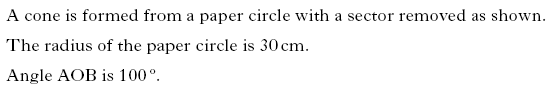 A cone is formed from a paper circle with a sector removed as shown.
The radius of the paper circle is 30 cm.
Angle AOB is 100°.